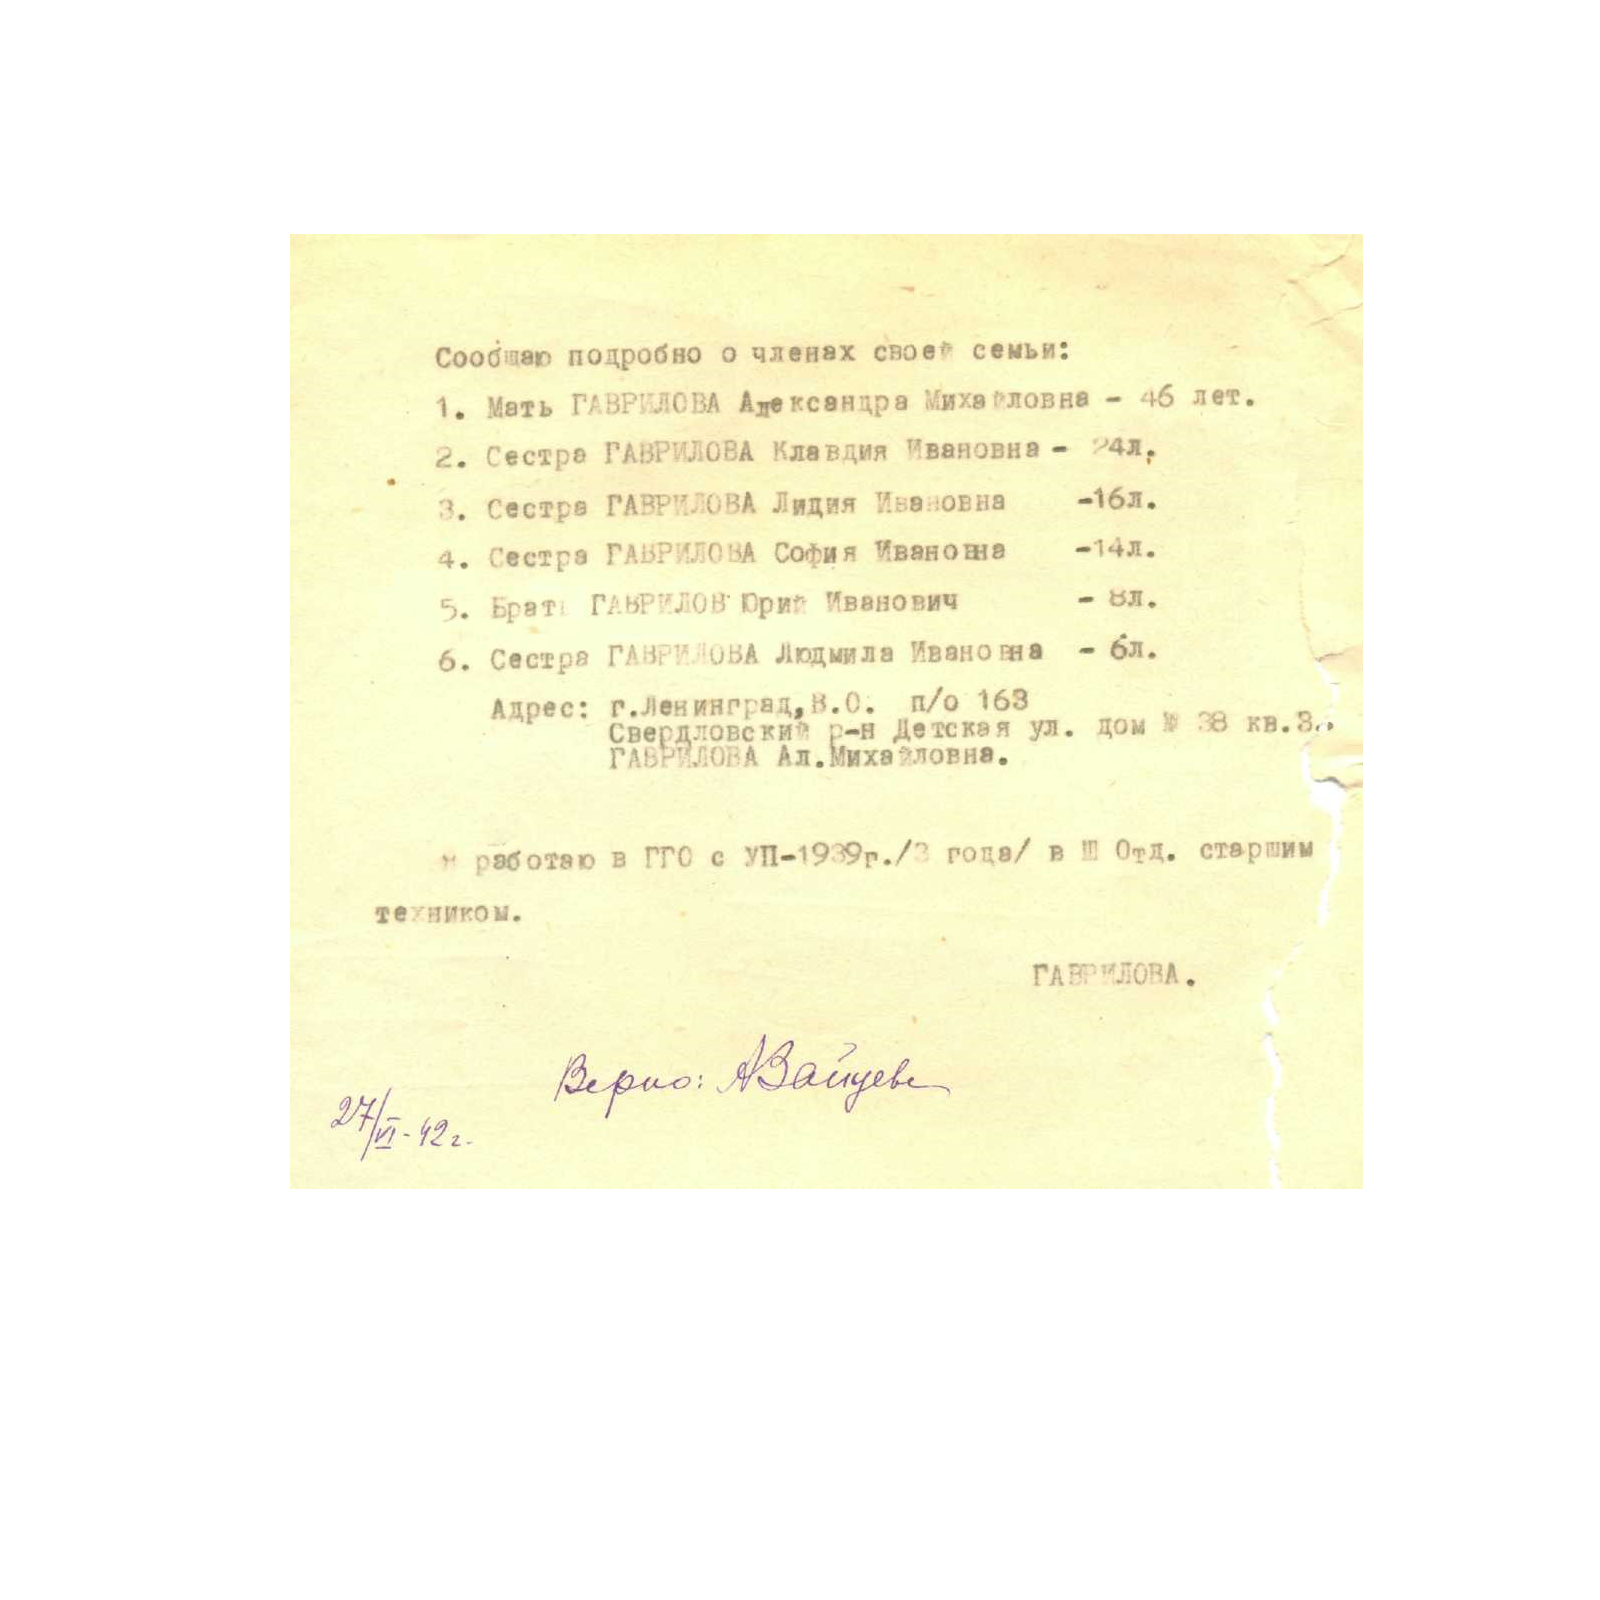 Сообщаю подробно о членах своей семьи:
1. Мать ГАВРИЛОВА Александра Михайловна - 46 лет.
2. Сестра ГАВРИЛОВА Клавдия Ивановна - 24л.
3. Сестра ГАВРИЛОВА Лидия Ивановна -16л.
4. Сестра ГАВРИЛОВА София Ивановна -14л.
5. Брать ГАВРИЛОВ Юрий Иванович - 8л.
6. Сестра ГАВРИЛОВА Людмила Ивановна - 6л.
Адрес: г.Ленинград,В.О. п/о 163
Свердловский р-н Детская ул. дом № 38 кв.3.
ГАВРИЛОВА Ал.Михайловна.
Я работаю в ГГО с УП-1939г./3 года/ в Ш Отд. старшим
техником.
ГАВРИЛОВА.
Верно: АЗайцева
27/VI-42г.